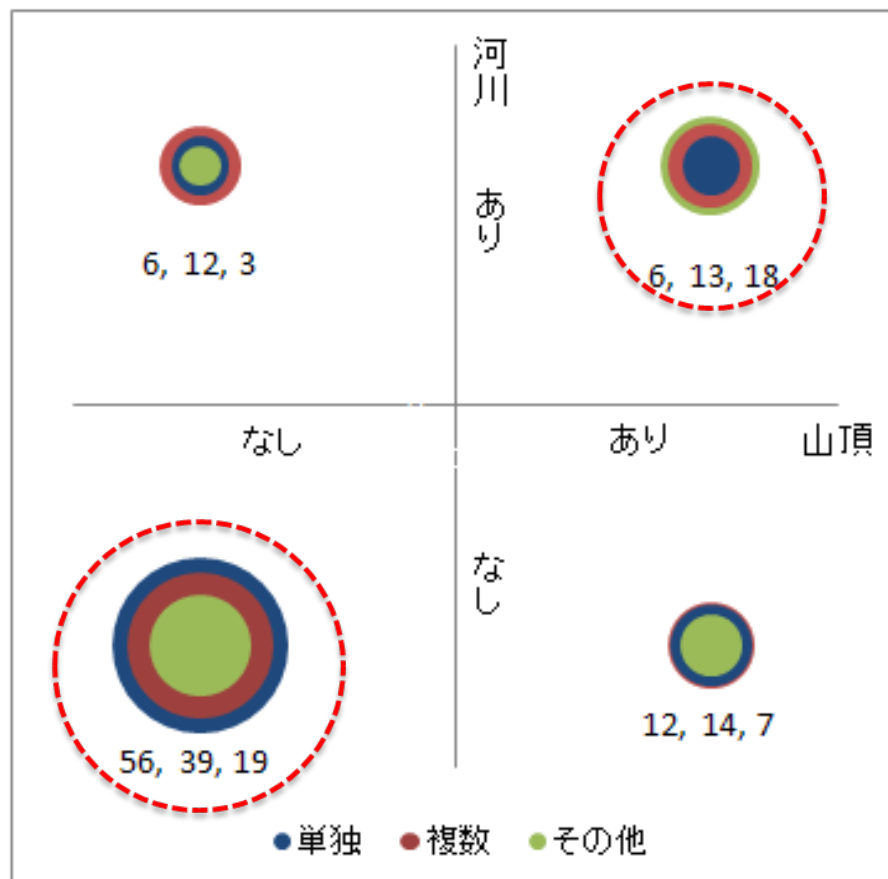 河川
あり
6, 12, 3
6, 13, 18
なし
あり
山頂
なし
56, 39, 19
12, 14, 7
単独
複数
その他